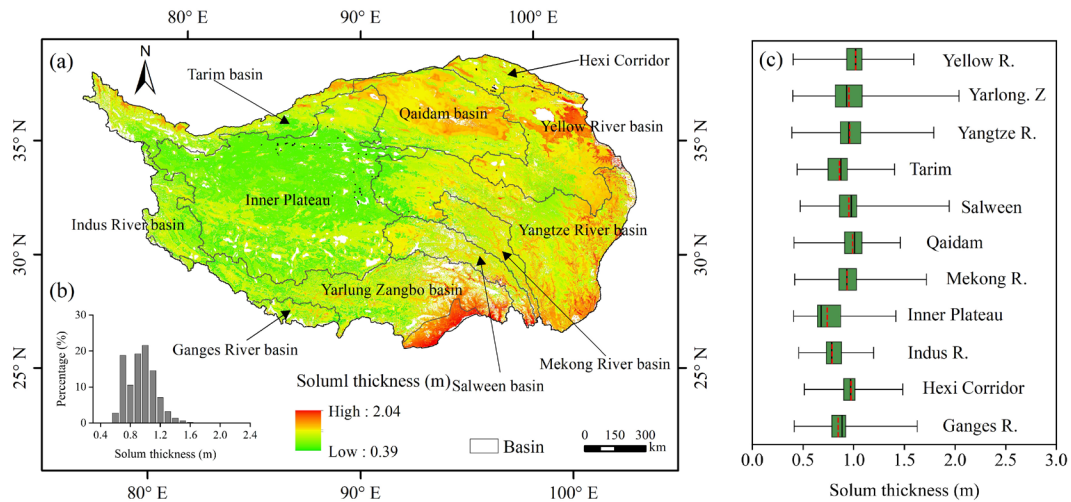 80° E
90° E
100° E
(a)
N
Tarim basin
Hexi Corridor
Qaidam basin
Yellow River basin
35° N
35° N
Inner Plateau
Indus River basin
Yangtze River basin
30° N
30° N
Yarlung Zangbo basin
(b)
Ganges River basin
Mekong River basin
Salween basin
25° N
25° N
Percentage (%)
30
20
10
0
0.4
0.8
1.2
1.6
2.0
2.4
Solum thickness (m)
Soluml thickness (m)
High : 2.04
Low : 0.39
Basin
0
150
300
km
80° E
90° E
100° E
(c)
Yellow R.
Yarlong. Z
Yangtze R.
Tarim
Salween
Qaidam
Mekong R.
Inner Plateau
Indus R.
Hexi Corridor
Ganges R.
0.0
0.5
1.0
1.5
2.0
2.5
3.0
Solum thickness (m)